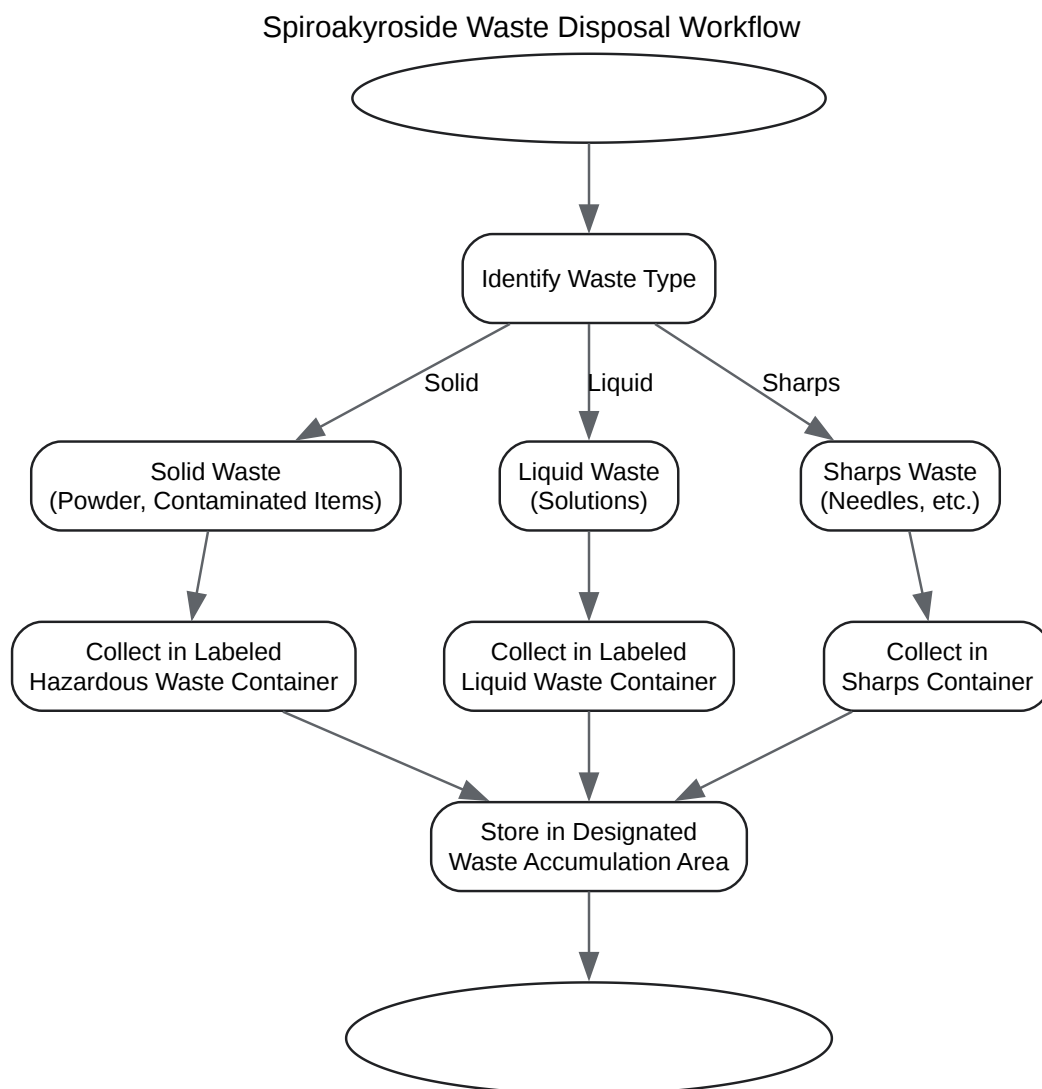 Spiroakyroside Waste Disposal Workflow
Identify Waste Type
Solid
Liquid
Sharps
Solid Waste
(Powder, Contaminated Items)
Liquid Waste
(Solutions)
Sharps Waste
(Needles, etc.)
Collect in Labeled
Hazardous Waste Container
Collect in Labeled
Liquid Waste Container
Collect in
Sharps Container
Store in Designated
Waste Accumulation Area